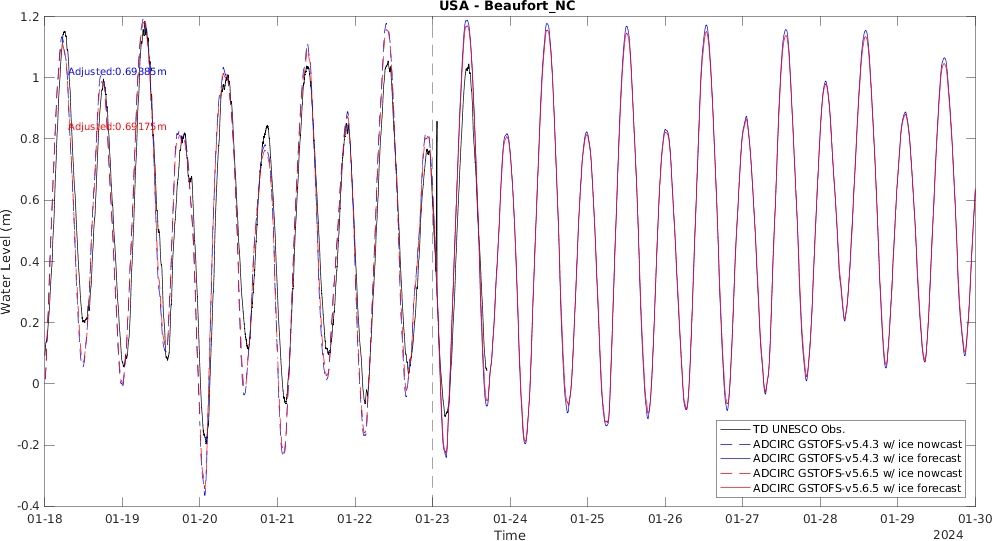 USA - Beaufort_NC
Water Level (m)
1.2
1
0.8
0.6
0.4
0.2
0
-0.2
-0.4
Adjusted:0.69385m
Adjusted:0.69175m
TD UNESCO Obs.
ADCIRC GSTOFS-v5.4.3 w/ ice nowcast
ADCIRC GSTOFS-v5.4.3 w/ ice forecast
ADCIRC GSTOFS-v5.6.5 w/ ice nowcast
ADCIRC GSTOFS-v5.6.5 w/ ice forecast
01-18 01-19 01-20 01-21 01-22 01-23 01-24 01-25 01-26 01-27 01-28 01-29 01-30
Time
2024